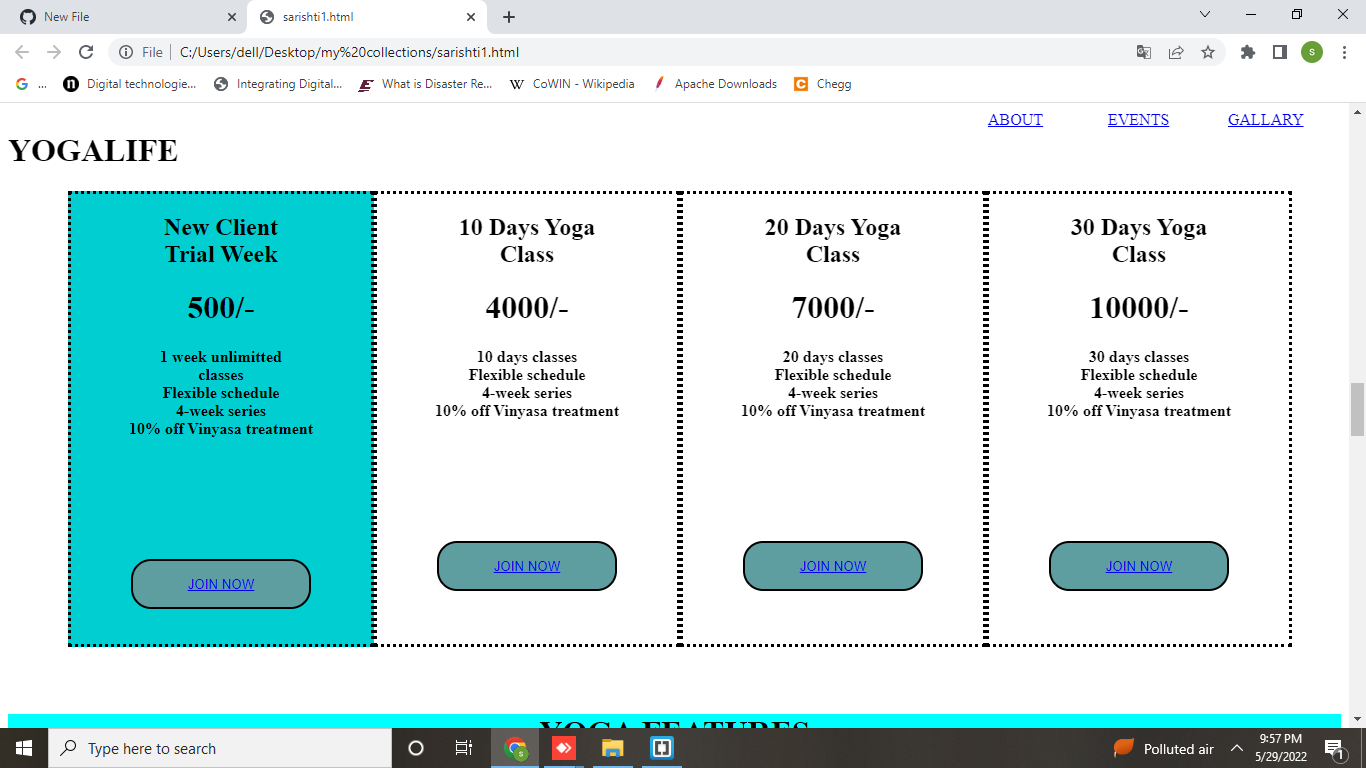 New File
sarishti1.html
File
C:/Users/dell/Desktop/my%20collections/sarishti1.html
s
G ...
n Digital technologie...
Integrating Digital...
E What is Disaster Re...
W CoWIN - Wikipedia
Apache Downloads
C Chegg
ABOUT EVENTS GALLARY
YOGALIFE
New Client
Trial Week
500/-
1 week unlimitted
classes
Flexible schedule
4-week series
10% off Vinyasa treatment
JOIN NOW
10 Days Yoga
Class
4000/-
10 days classes
Flexible schedule
4-week series
10% off Vinyasa treatment
JOIN NOW
20 Days Yoga
Class
7000/-
20 days classes
Flexible schedule
4-week series
10% off Vinyasa treatment
JOIN NOW
30 Days Yoga
Class
10000/-
30 days classes
Flexible schedule
4-week series
10% off Vinyasa treatment
JOIN NOW
YOGA FEATURES
Type here to search
Polluted air
9:57 PM
5/29/2022
1